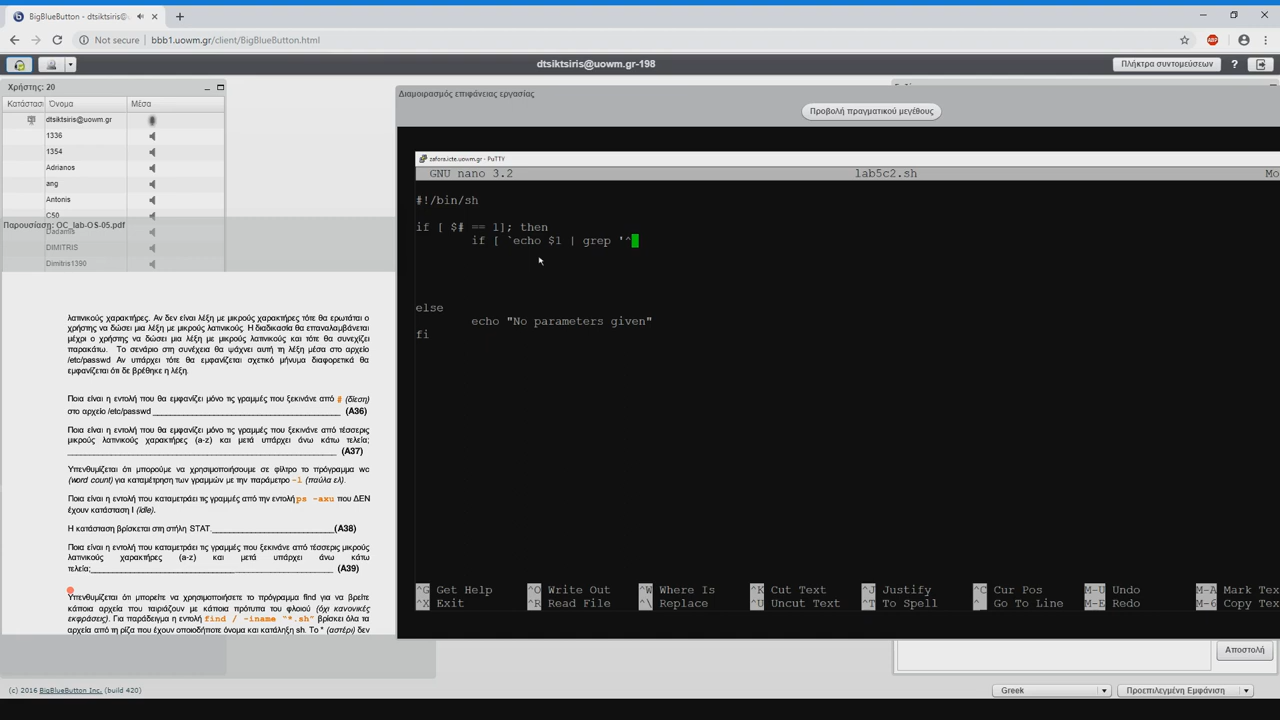 BigBlueButton - dtsiktsiris@
Not secure
bbb1.uowm.gr/client/BigBlueButton.html
ABP
dtsiktsiris@uowm.gr-198
Πλήκτρα συντομεύσεων
?
Χρήστης: 20
Κατάστασι
Όνομα
Μέσα
dtsiktsiris@uowm.gr
1336
1354
Adrianos
ang
Antonis
C50
Dadamis
DIMITRIS
Dimitris1390
Παρουσίαση: OC_lab-OS-05.pdf
λατινικούς χαρακτήρες. Αν δεν είναι λέξη με μικρούς χαρακτήρες τότε θα ερωτάται ο
χρήστης να δώσει μια λέξη με μικρούς λατινικούς. Η διαδικασία θα επαναλαμβάνεται
μέχρι ο χρήστης να δώσει μια λέξη με μικρούς λατινικούς και τότε θα συνεχίζει
παρακάτω. Το σενάριο στη συνέχεια θα ψάχνει αυτή τη λέξη μέσα στο αρχείο
/etc/passwd Αν υπάρχει τότε θα εμφανίζεται σχετικό μήνυμα διαφορετικά θα
εμφανίζεται ότι δε βρέθηκε η λέξη.
Ποια είναι η εντολή που θα εμφανίζει μόνο τις γραμμές που ξεκινάνε από # (δίεση)
στο αρχείο /etc/passwd (A36)
Ποια είναι η εντολή που θα εμφανίζει μόνο τις γραμμές που ξεκινάνε από τέσσερις
μικρούς λατινικούς χαρακτήρες (a-z) και μετά υπάρχει άνω κάτω τελεία;
(A37)
Υπενθυμίζεται ότι μπορούμε να χρησιμοποιήσουμε σε φίλτρο το πρόγραμμα wc
(word count) για καταμέτρηση των γραμμών με την παράμετρο -l (παύλα ελ).
Ποια είναι η εντολή που καταμετράει τις γραμμές από την εντολή ps -axu που ΔΕΝ
έχουν κατάσταση I (idle).
Η κατάσταση βρίσκεται στη στήλη STAT. (A38)
Ποια είναι η εντολή που καταμετράει τις γραμμές που ξεκινάνε από τέσσερις μικρούς
λατινικούς χαρακτήρες (a-z) και μετά υπάρχει άνω κάτω
τελεία; (A39)
Υπενθυμίζεται ότι μπορείτε να χρησιμοποιήσετε το πρόγραμμα find για να βρείτε
κάποια αρχεία που ταιριάζουν με κάποια πρότυπα του φλοιού (όχι κανονικές
εκφράσεις). Για παράδειγμα η εντολή find / -iname "*.sh" βρίσκει όλα τα
αρχεία από τη ρίζα που έχουν οποιοδήποτε όνομα και κατάληξη sh. Το * (αστέρι) δεν
Διαμοιρασμός επιφάνειας εργασίας
Προβολή πραγματικού μεγέθους
zafora.icte.uowm.gr - PuTTY
GNU nano 3.2
lab5c2.sh
Mo
#!/bin/sh
if [ $# == 1]; then
if [ `echo $1 | grep '^
else
echo "No parameters given"
fi
^G Get Help ^O Write Out ^W Where Is ^K Cut Text ^J Justify ^C Cur Pos M-U Undo M-A Mark Tex
^X Exit ^R Read File ^\ Replace ^U Uncut Text ^T To Spell ^ Go To Line M-E Redo M-6 Copy Tex
Αποστολή
(c) 2016 BigBlueButton Inc. (build 420)
Greek
Προεπιλεγμένη Εμφάνιση